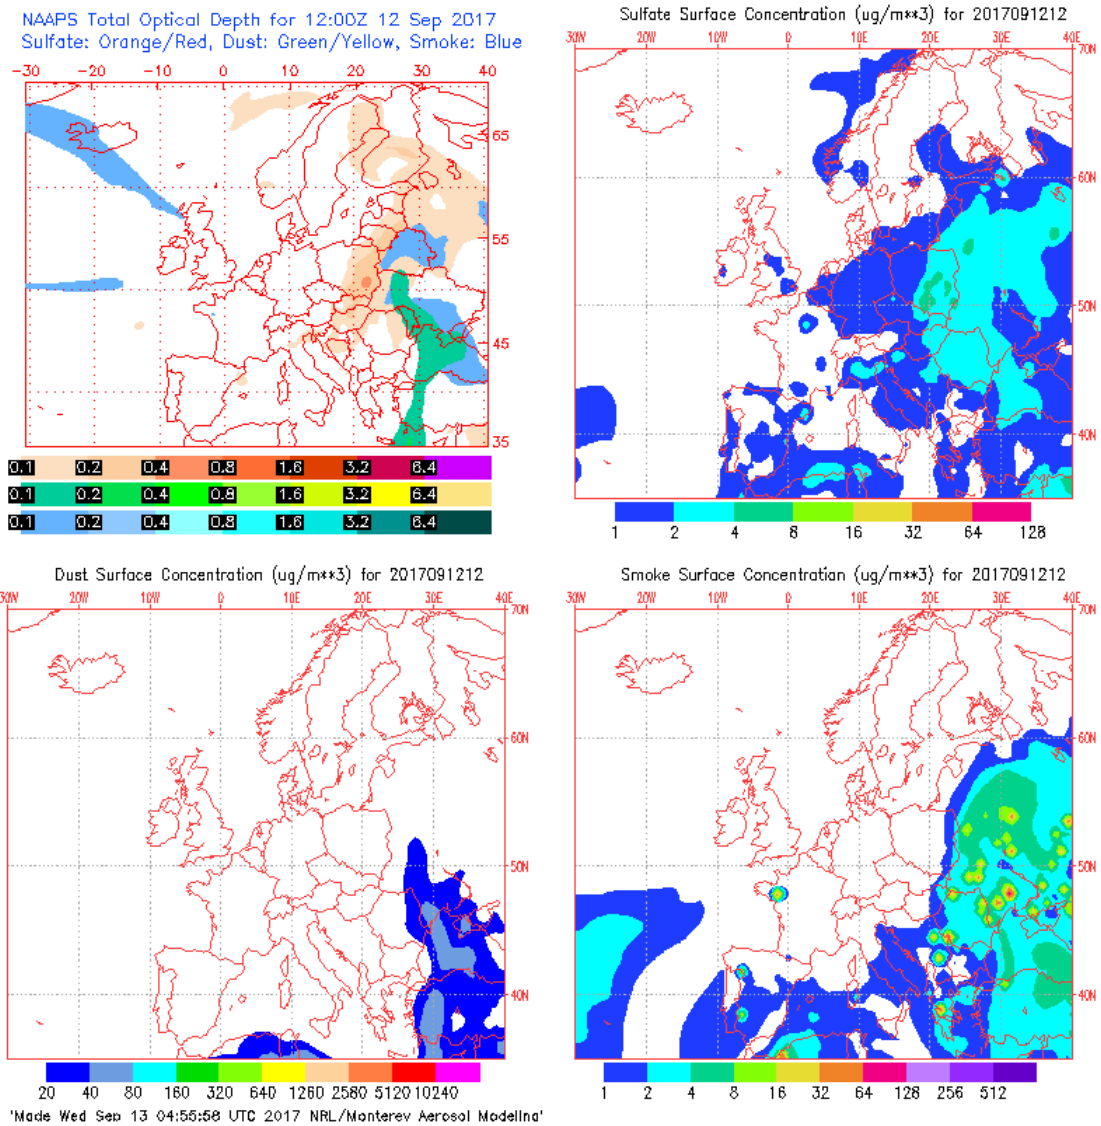 NAAPS Total Optical Depth for 12:00Z 12 Sep 2017
Sulfate: Orange/Red, Dust: Green/Yellow, Smoke: Blue
-30 -20 -10 0 10 20 30 40
65
55
45
35
0.1 0.2 0.4 0.8 1.6 3.2 6.4
0.1 0.2 0.4 0.8 1.6 3.2 6.4
0.1 0.2 0.4 0.8 1.6 3.2 6.4
Sulfate Surface Concentration (ug/m**3) for 2017091212
30W 20W 10W 0 10E 20E 30E 40E
70N
60N
50N
40N
1 2 4 8 16 32 64 128
Dust Surface Concentration (ug/m**3) for 2017091212
30W 20W 10W 0 10E 20E 30E 40E
70N
60N
50N
40N
20 40 80 160 320 640 1260 2580 5120 10240
'Made Wed Sep 13 04:55:58 UTC 2017 NRL/Monterey Aerosol Modeling'
Smoke Surface Concentration (ug/m**3) for 2017091212
30W 20W 10W 0 10E 20E 30E 40E
70N
60N
50N
40N
1 2 4 8 16 32 64 128 256 512